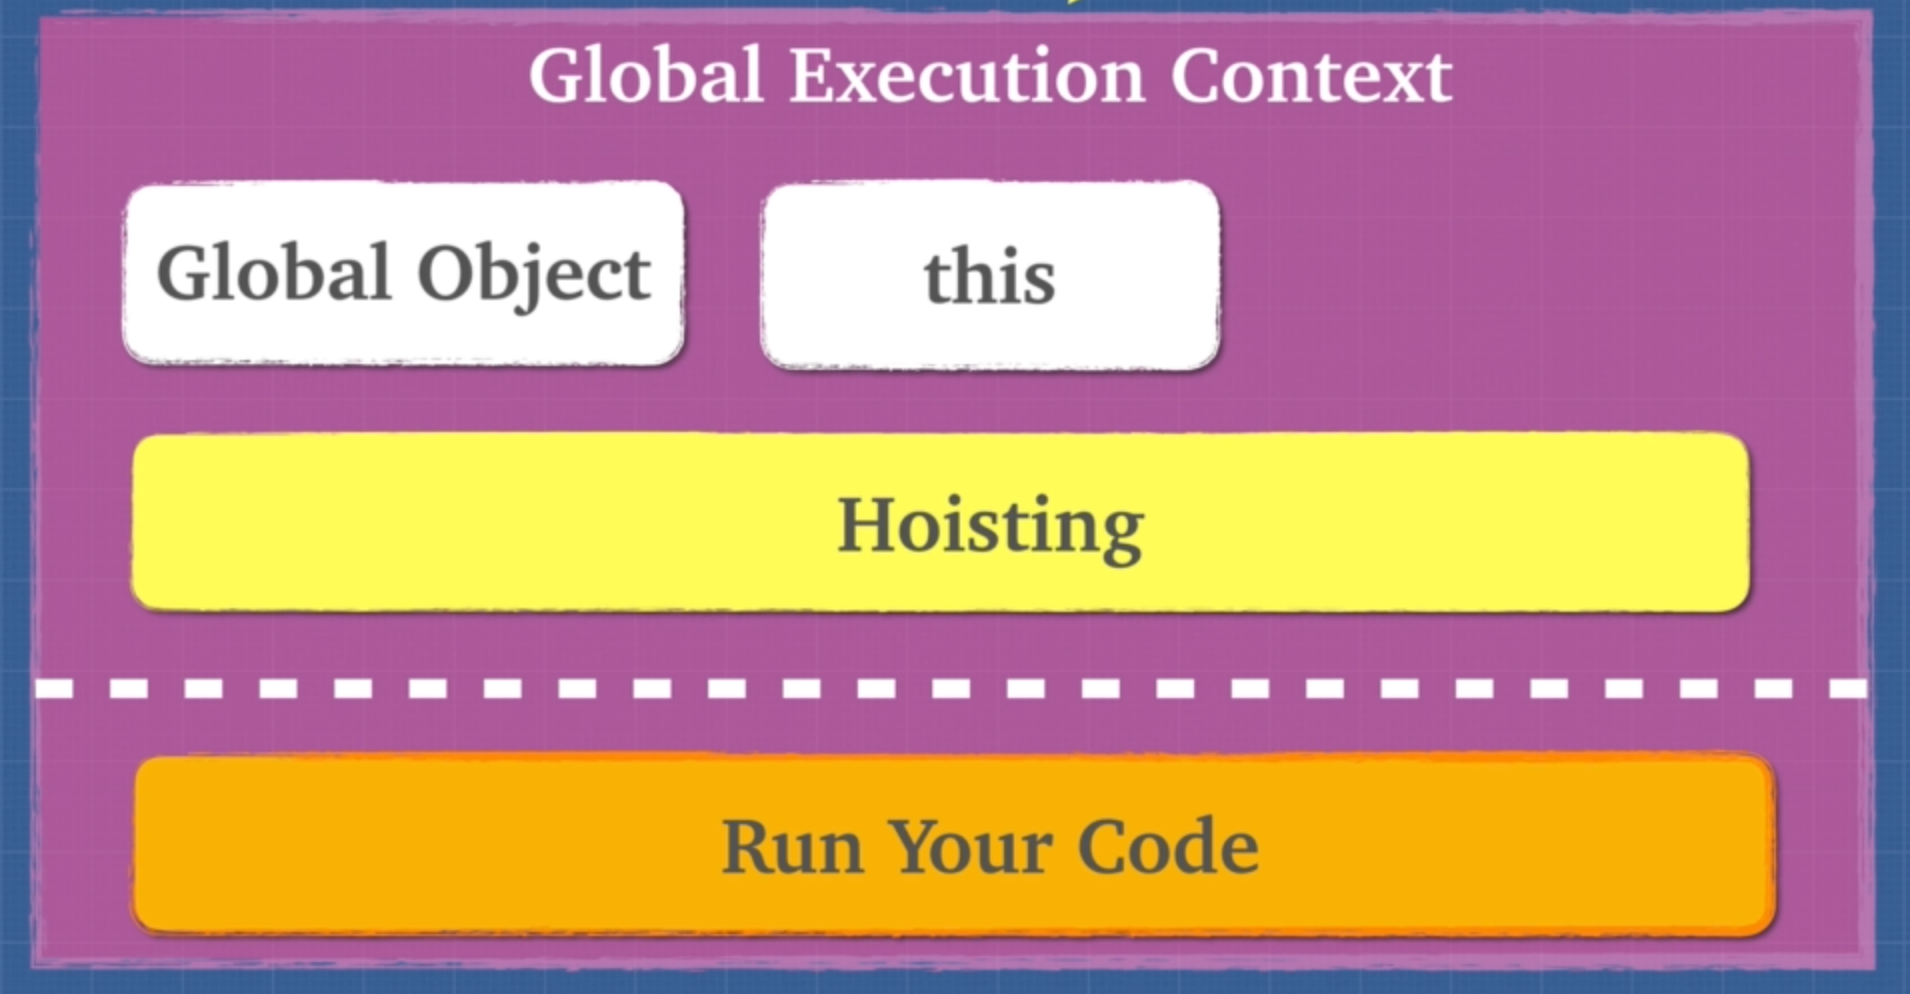 Global Execution Context
Global Object
this
Hoisting
Run Your Code